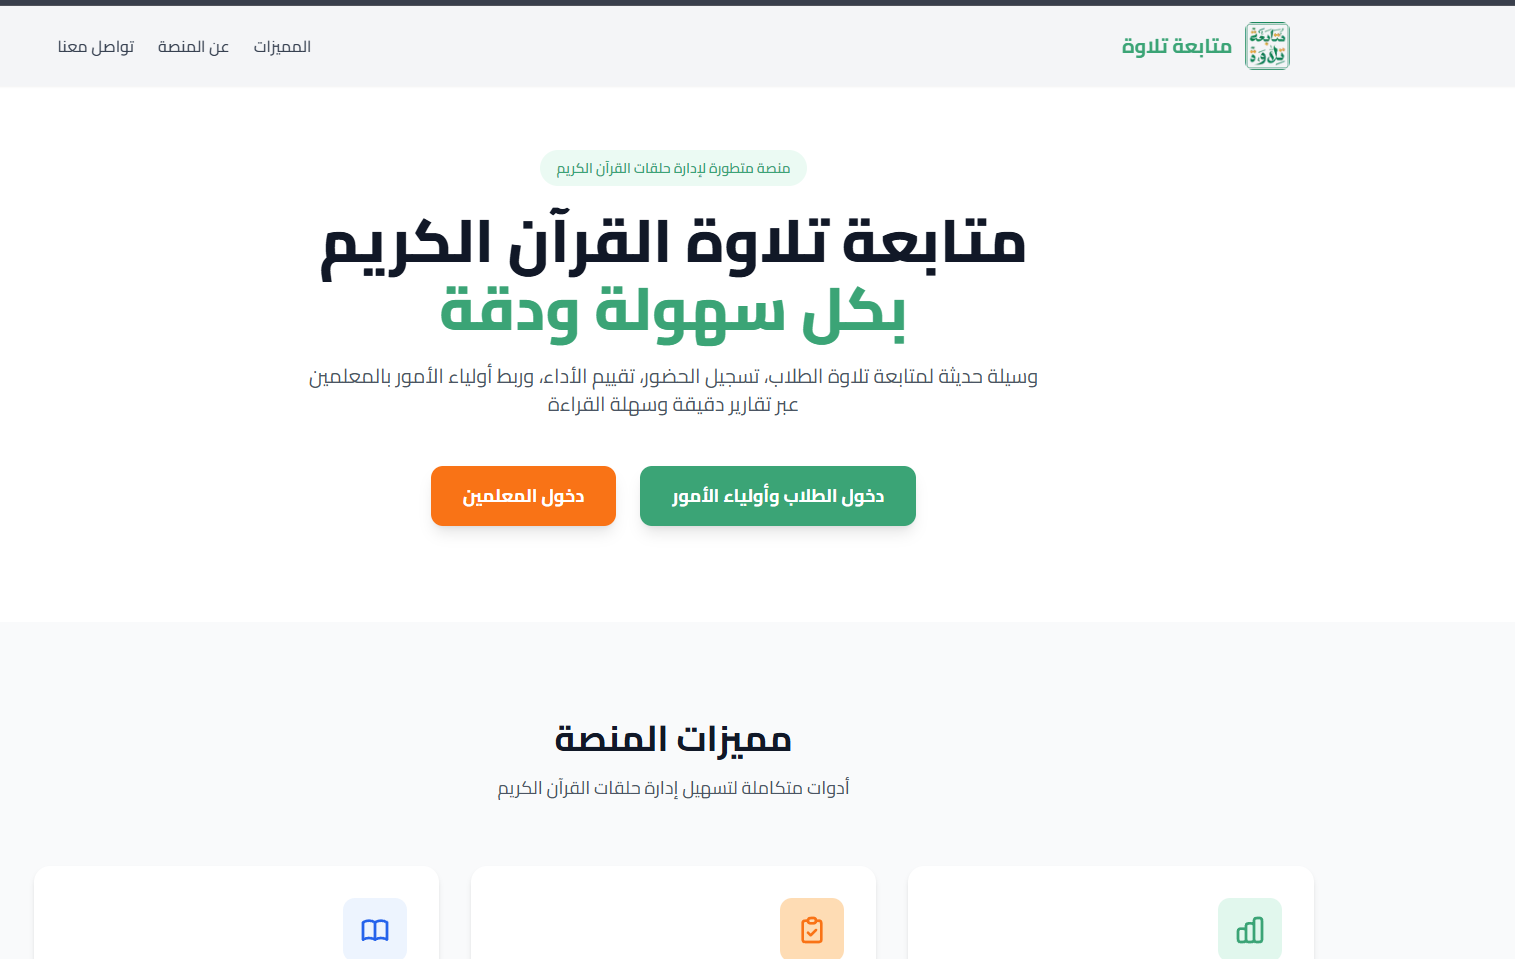 متابعة تلاوة
متابعة تلاوة
المميزات
عن المنصة
تواصل معنا
منصة متطورة لإدارة حلقات القرآن الكريم
متابعة تلاوة القرآن الكريم
بكل سهولة ودقة
وسيلة حديثة لمتابعة تلاوة الطلاب، تسجيل الحضور، تقييم الأداء، وربط أولياء الأمور بالمعلمين
عبر تقارير دقيقة وسهلة القراءة
دخول الطلاب وأولياء الأمور
دخول المعلمين
مميزات المنصة
أدوات متكاملة لتسهيل إدارة حلقات القرآن الكريم